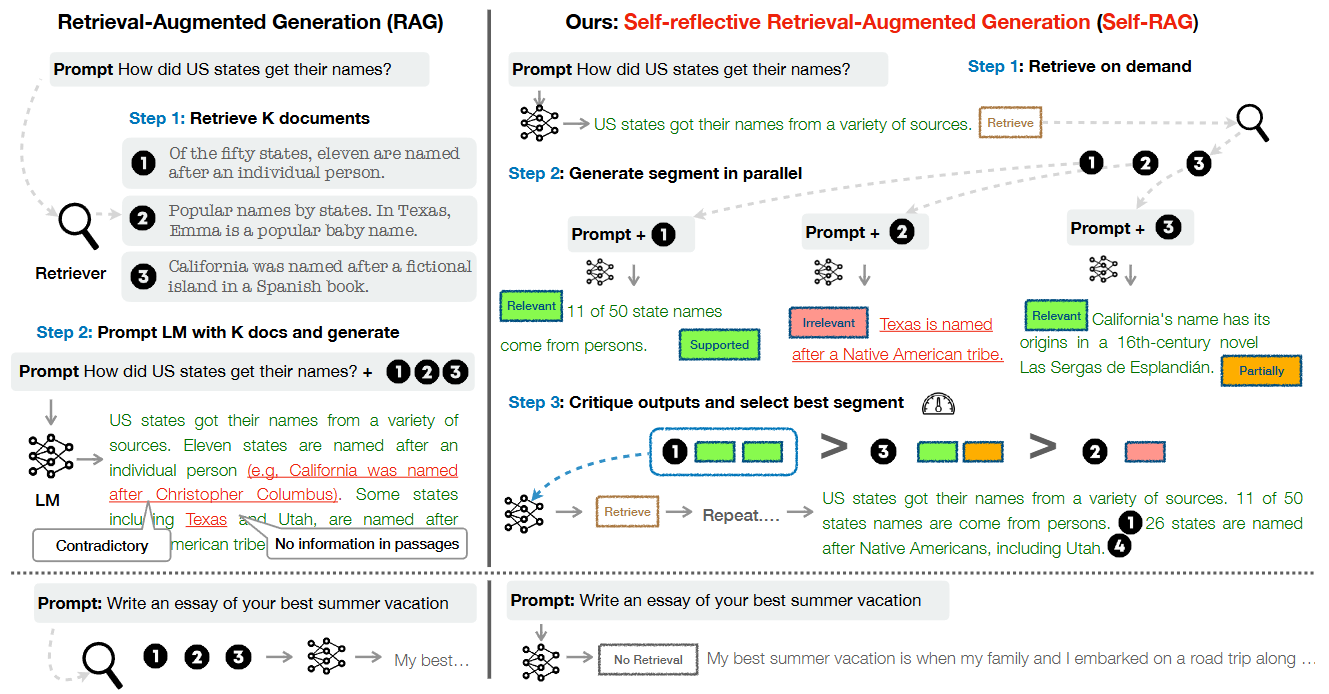 Retrieval-Augmented Generation (RAG)
Prompt How did US states get their names?
Step 1: Retrieve K documents
1 Of the fifty states, eleven are named
after an individual person.
2 Popular names by states. In Texas,
Emma is a popular baby name.
3 California was named after a fictional
island in a Spanish book.
Retriever
Step 2: Prompt LM with K docs and generate
Prompt How did US states get their names? + 1 2 3
LM
US states got their names from a variety of
sources. Eleven states are named after an
individual person (e.g. California was named
after Christopher Columbus). Some states
including Texas and Utah, are named after
merican tribe
Contradictory
No information in passages
Prompt: Write an essay of your best summer vacation
1 2 3
My best...
Ours: Self-reflective Retrieval-Augmented Generation (Self-RAG)
Prompt How did US states get their names?
Step 1: Retrieve on demand
US states got their names from a variety of sources. Retrieve
1 2 3
Step 2: Generate segment in parallel
Prompt + 1
Relevant 11 of 50 state names
come from persons. Supported
Prompt + 2
Irrelevant Texas is named
after a Native American tribe.
Prompt + 3
Relevant California's name has its
origins in a 16th-century novel
Las Sergas de Esplandián. Partially
Step 3: Critique outputs and select best segment
1 > 3 > 2
Retrieve Repeat....
US states got their names from a variety of sources. 11 of 50
states names are come from persons. 1 26 states are named
after Native Americans, including Utah. 4
Prompt: Write an essay of your best summer vacation
No Retrieval My best summer vacation is when my family and I embarked on a road trip along ...